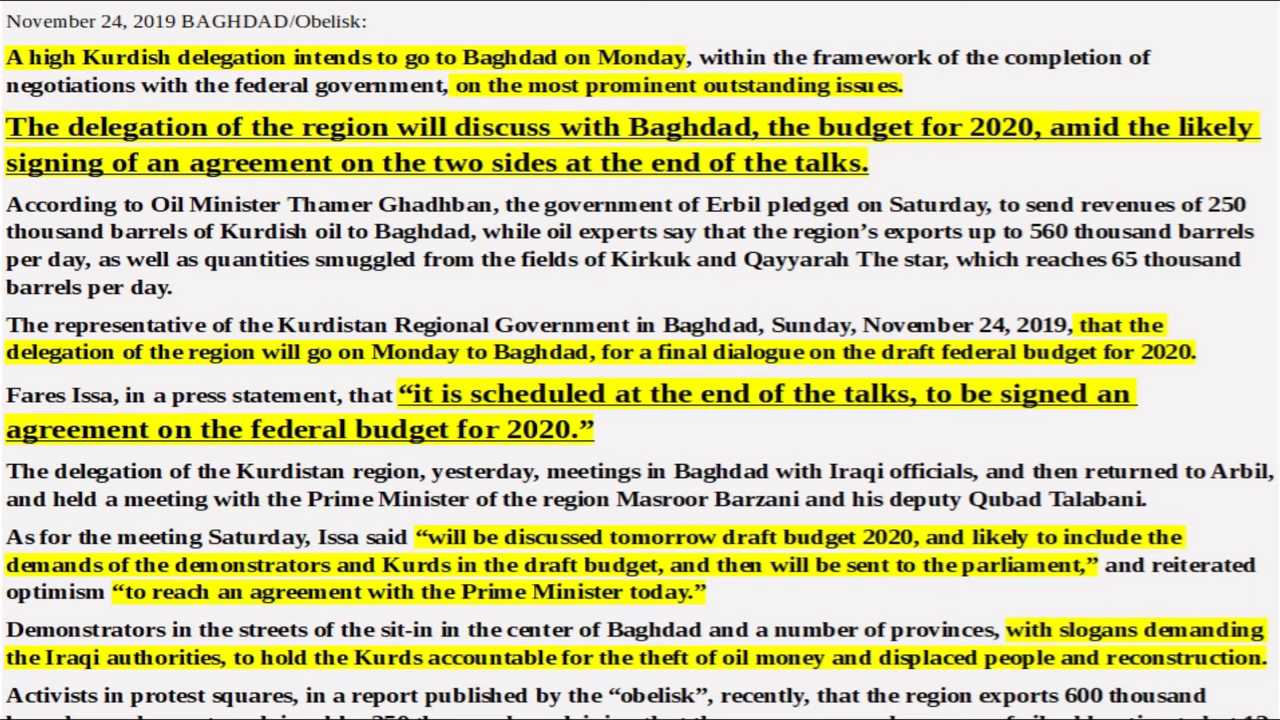 November 24, 2019 BAGHDAD/Obelisk:
A high Kurdish delegation intends to go to Baghdad on Monday, within the framework of the completion of
negotiations with the federal government, on the most prominent outstanding issues.
The delegation of the region will discuss with Baghdad, the budget for 2020, amid the likely
signing of an agreement on the two sides at the end of the talks.
According to Oil Minister Thamer Ghadhban, the government of Erbil pledged on Saturday, to send revenues of 250
thousand barrels of Kurdish oil to Baghdad, while oil experts say that the region’s exports up to 560 thousand barrels
per day, as well as quantities smuggled from the fields of Kirkuk and Qayyarah The star, which reaches 65 thousand
barrels per day.
The representative of the Kurdistan Regional Government in Baghdad, Sunday, November 24, 2019, that the
delegation of the region will go on Monday to Baghdad, for a final dialogue on the draft federal budget for 2020.
Fares Issa, in a press statement, that “it is scheduled at the end of the talks, to be signed an
agreement on the federal budget for 2020.”
The delegation of the Kurdistan region, yesterday, meetings in Baghdad with Iraqi officials, and then returned to Arbil,
and held a meeting with the Prime Minister of the region Masroor Barzani and his deputy Qubad Talabani.
As for the meeting Saturday, Issa said “will be discussed tomorrow draft budget 2020, and likely to include the
demands of the demonstrators and Kurds in the draft budget, and then will be sent to the parliament,” and reiterated
optimism “to reach an agreement with the Prime Minister today.”
Demonstrators in the streets of the sit-in in the center of Baghdad and a number of provinces, with slogans demanding
the Iraqi authorities, to hold the Kurds accountable for the theft of oil money and displaced people and reconstruction.
Activists in protest squares, in a report published by the “obelisk”, recently, that the region exports 600 thousand